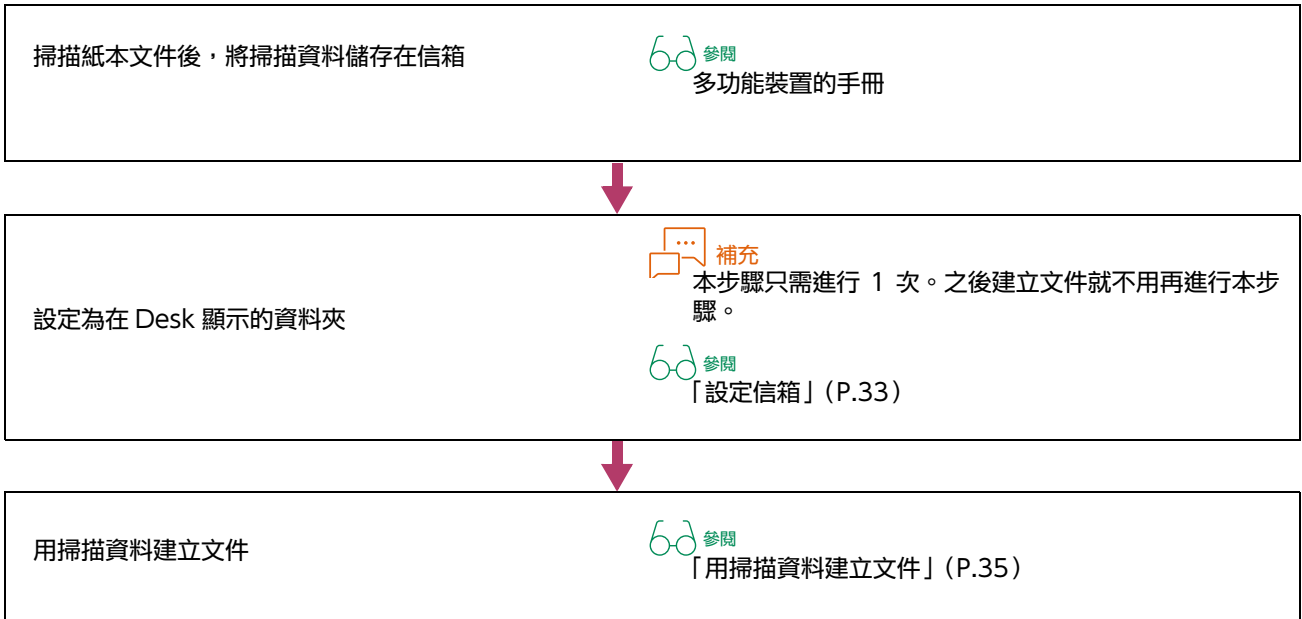 掃描紙本文件後，將掃描資料儲存在信箱
參閱
多功能裝置的手冊
設定為在 Desk 顯示的資料夾
補充
本步驟只需進行 1 次。之後建立文件就不用再進行本步
驟。
參閱
「設定信箱」（P.33）
用掃描資料建立文件
參閱
「用掃描資料建立文件」（P.35）